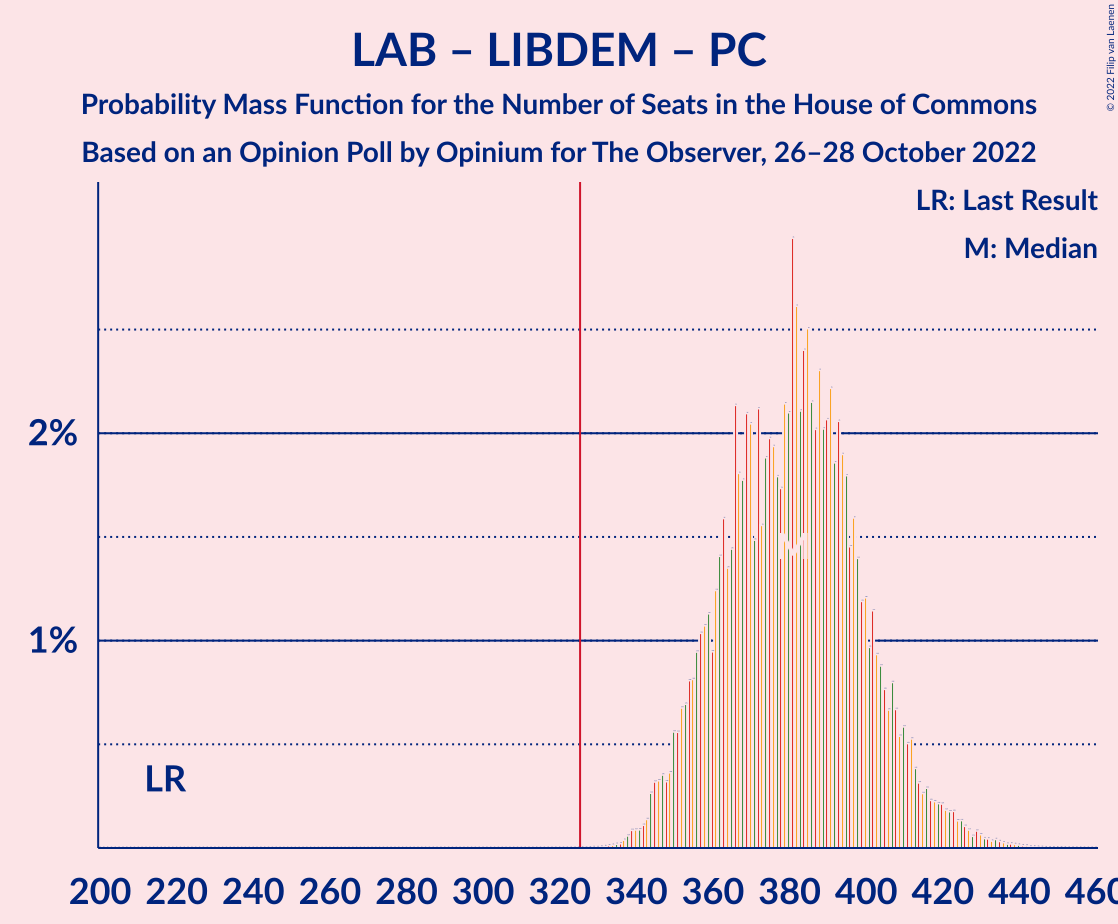 LAB – LIBDEM – PC
Probability Mass Function for the Number of Seats in the House of Commons
Based on an Opinion Poll by Opinium for The Observer, 26–28 October 2022
© 2022 Filip van Laenen
LR: Last Result
M: Median
2%
1%
LR
M
200 220 240 260 280 300 320 340 360 380 400 420 440 460